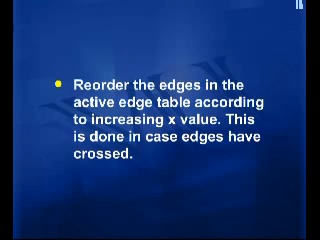 Reorder the edges in the
active edge table according
to increasing x value. This
is done in case edges have
crossed.